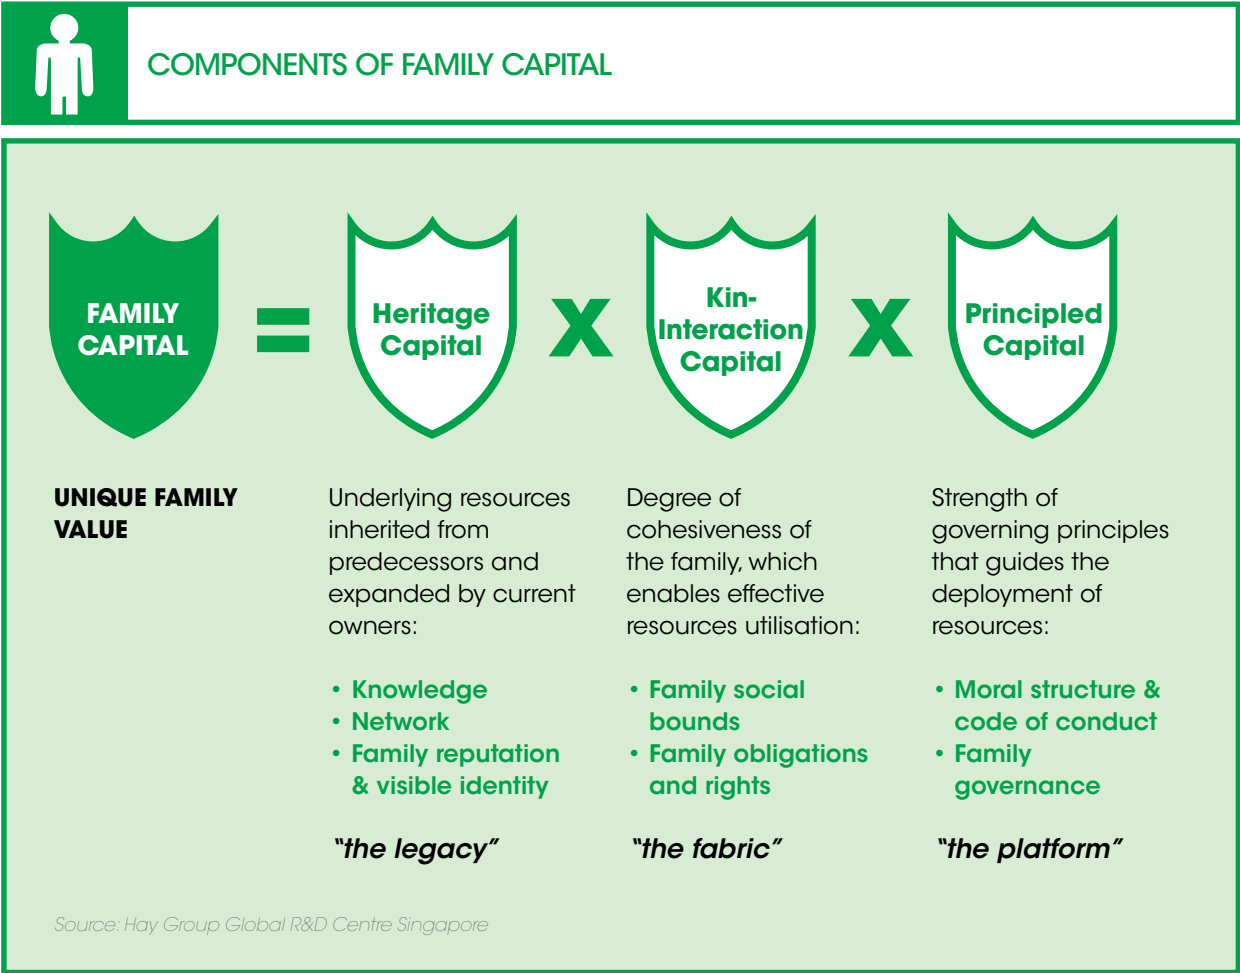 COMPONENTS OF FAMILY CAPITAL
FAMILY
CAPITAL
=
Heritage
Capital
x
Kin-
Interaction
Capital
x
Principled
Capital
UNIQUE FAMILY
VALUE
Underlying resources
inherited from
predecessors and
expanded by current
owners:
• Knowledge
• Network
• Family reputation
& visible identity
"the legacy"
Degree of
cohesiveness of
the family, which
enables effective
resources utilisation:
• Family social
bounds
• Family obligations
and rights
"the fabric"
Strength of
governing principles
that guides the
deployment of
resources:
• Moral structure &
code of conduct
• Family
governance
"the platform"
Source: Hay Group Global R&D Centre Singapore